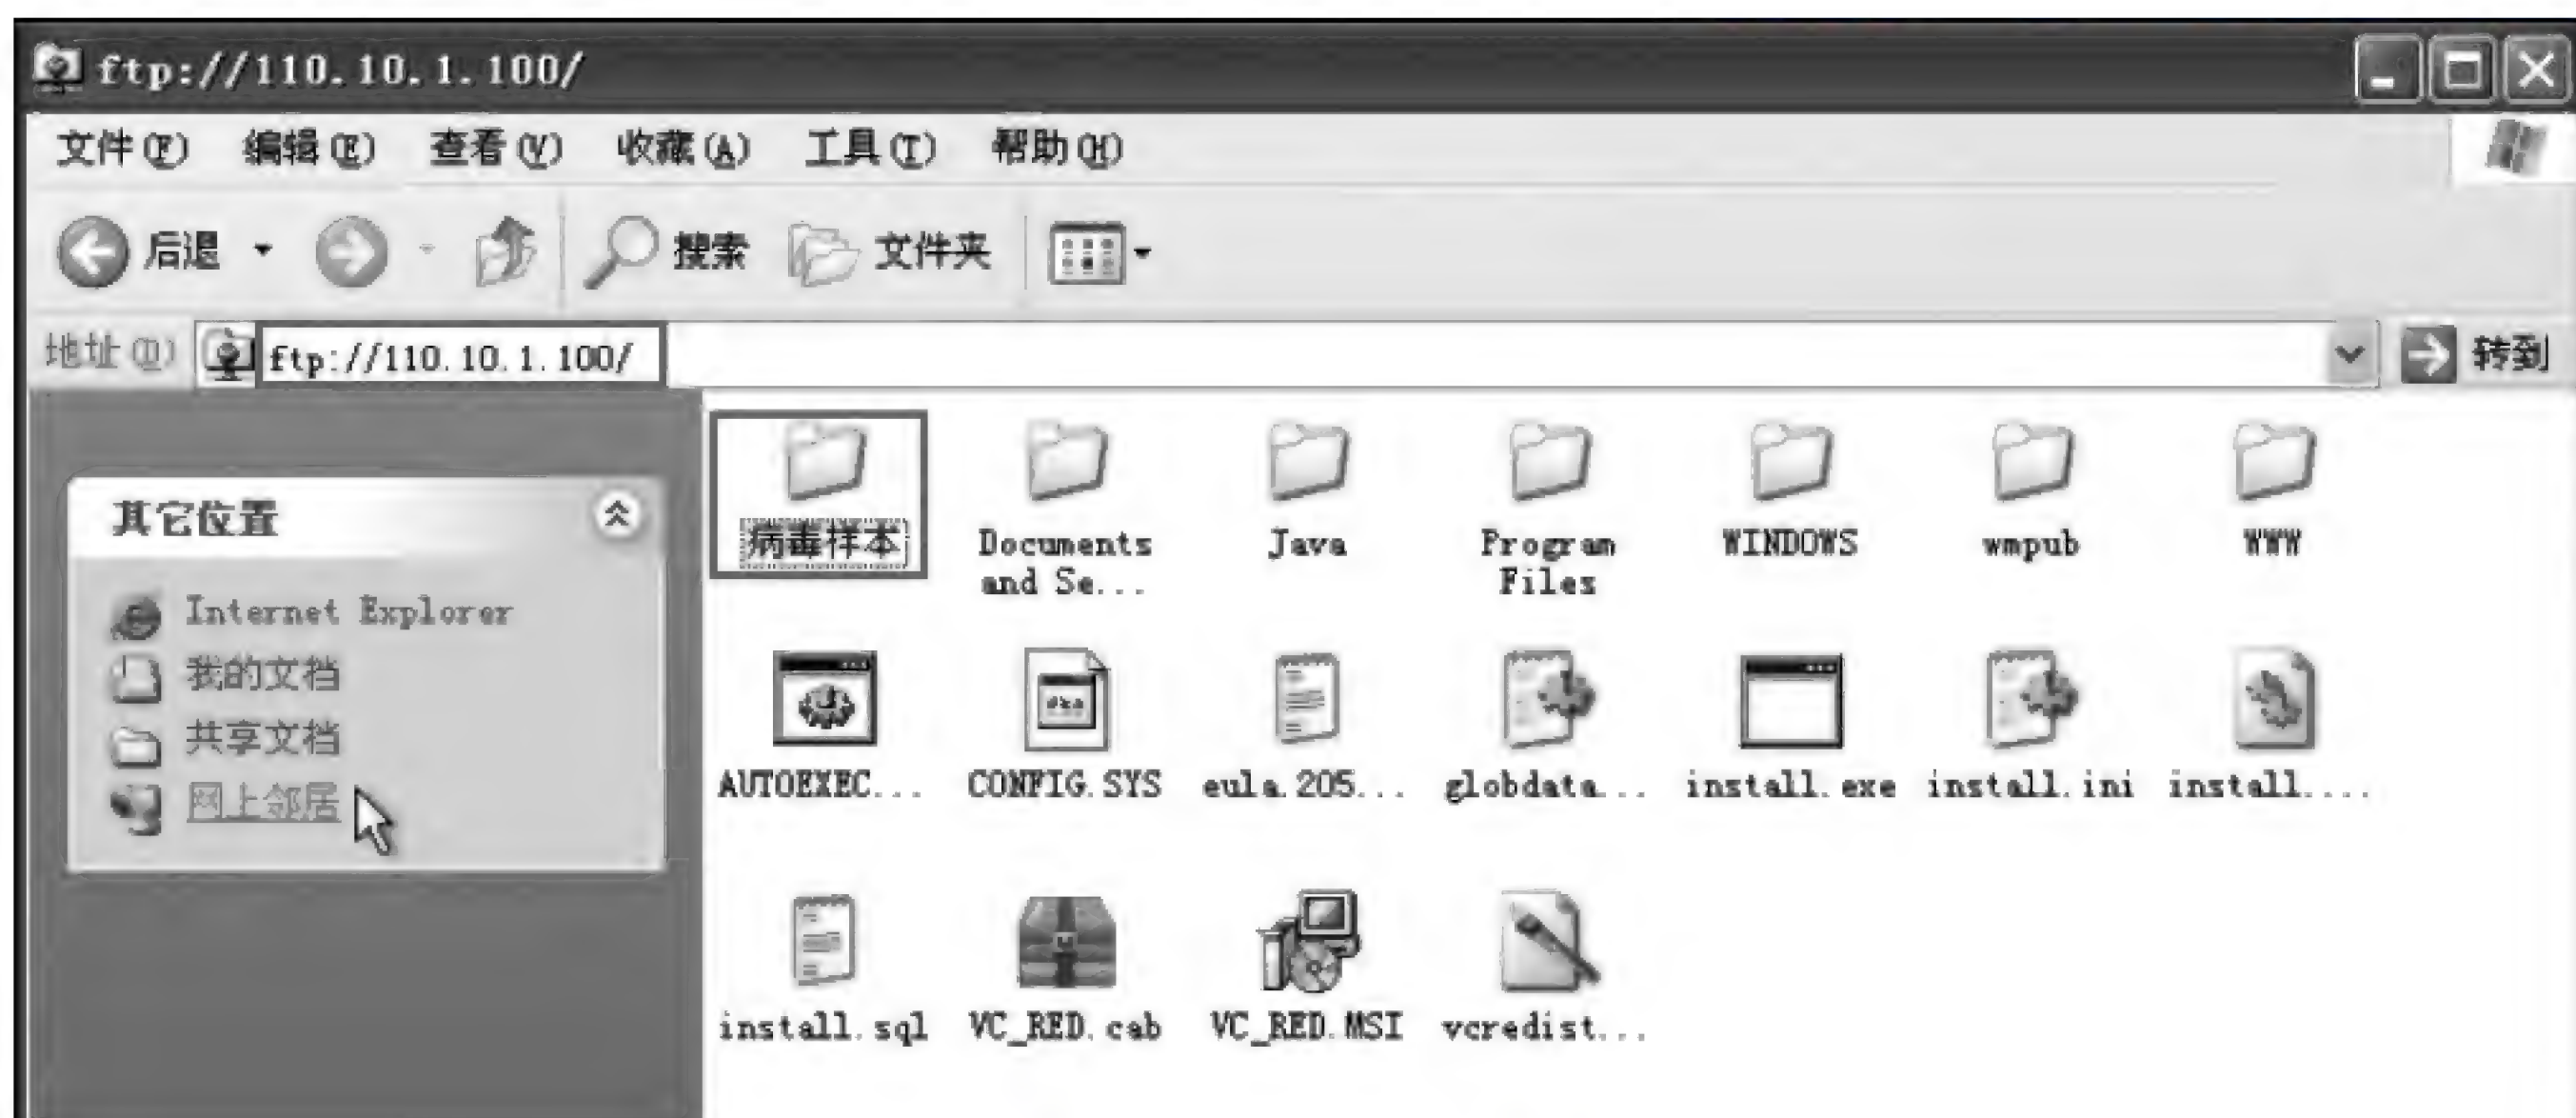 ftp://110.10.1.100/
文件(F) 编辑(E) 查看(V) 收藏(A) 工具(T) 帮助(H)
后退 搜索 文件夹
地址(D) ftp://110.10.1.100/ 转到
其它位置
Internet Explorer
我的文档
共享文档
网上邻居
病毒样本 Documents and Se... Java Program Files WINDOWS wmpub WWW
AUTOEXEC... CONFIG.SYS eula.205... globdata... install.exe install.ini install....
install.sql VC_RED.cab VC_RED.MSI vcredist...